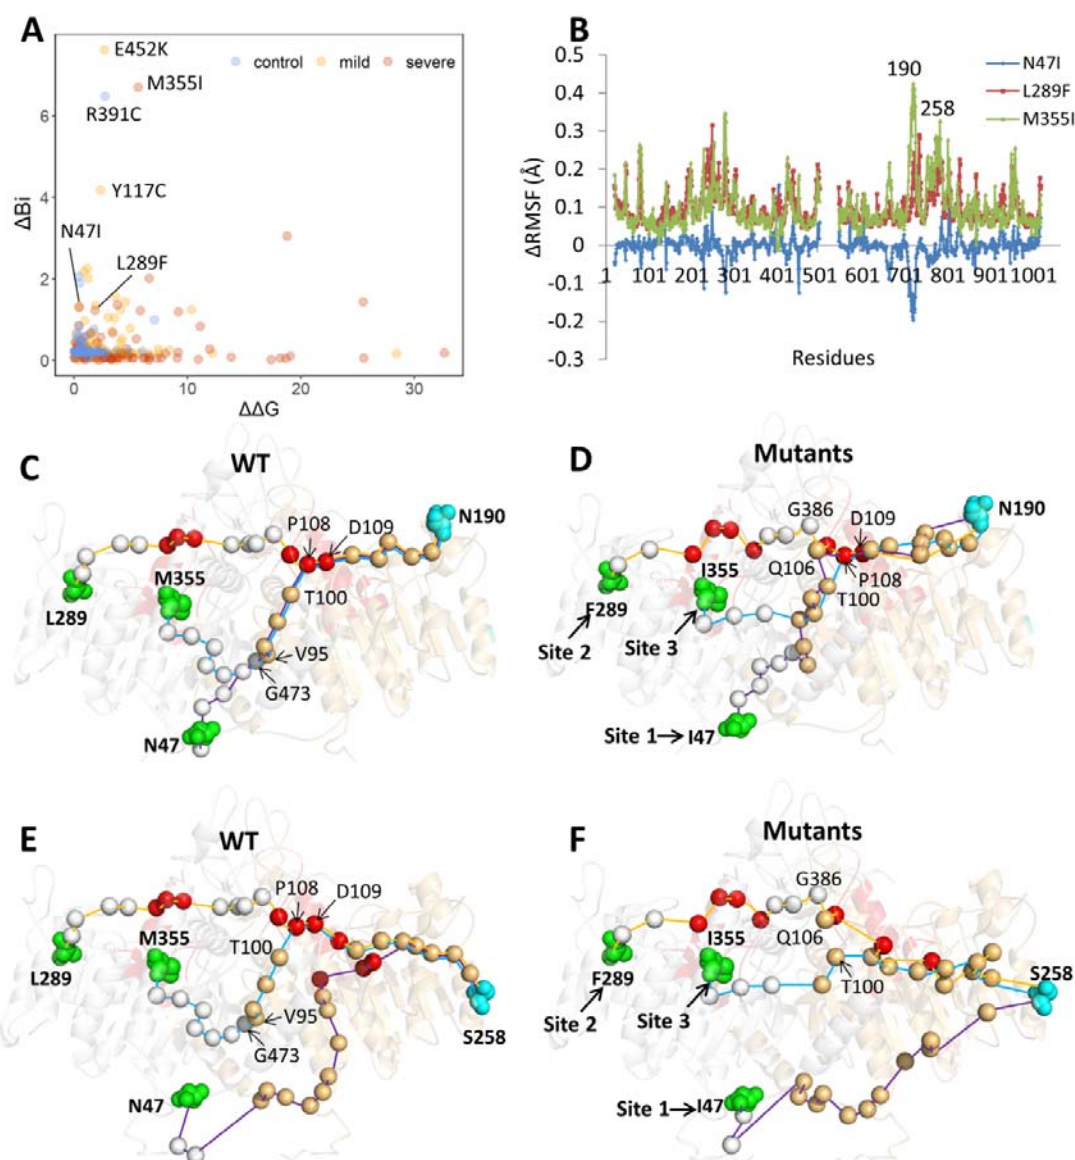 A
E452K
control mild severe
M355I
R391C
6
Y117C
4
ΔBi
N47I
L289F
2
0
0 10 20 30
ΔΔG
B
0.5
N47I
190
L289F
0.4
258
M355I
0.3
0.2
0.1
0
ΔRMSF (Å)
1 101 201 301 401 501 601 701 801 901 1001
-0.1
-0.2
-0.3
Residues
C
WT
P108
D109
N190
M355
L289
T100
V95
G473
N47
D
Mutants
G386
D109
N190
I355
Q106
P108
T100
F289
Site 2
Site 3
Site 1
I47
E
WT
P108
D109
T100
M355
L289
V95
S258
G473
N47
F
Mutants
G386
I355
Q106
F289
S258
T100
Site 2
Site 3
Site 1
I47